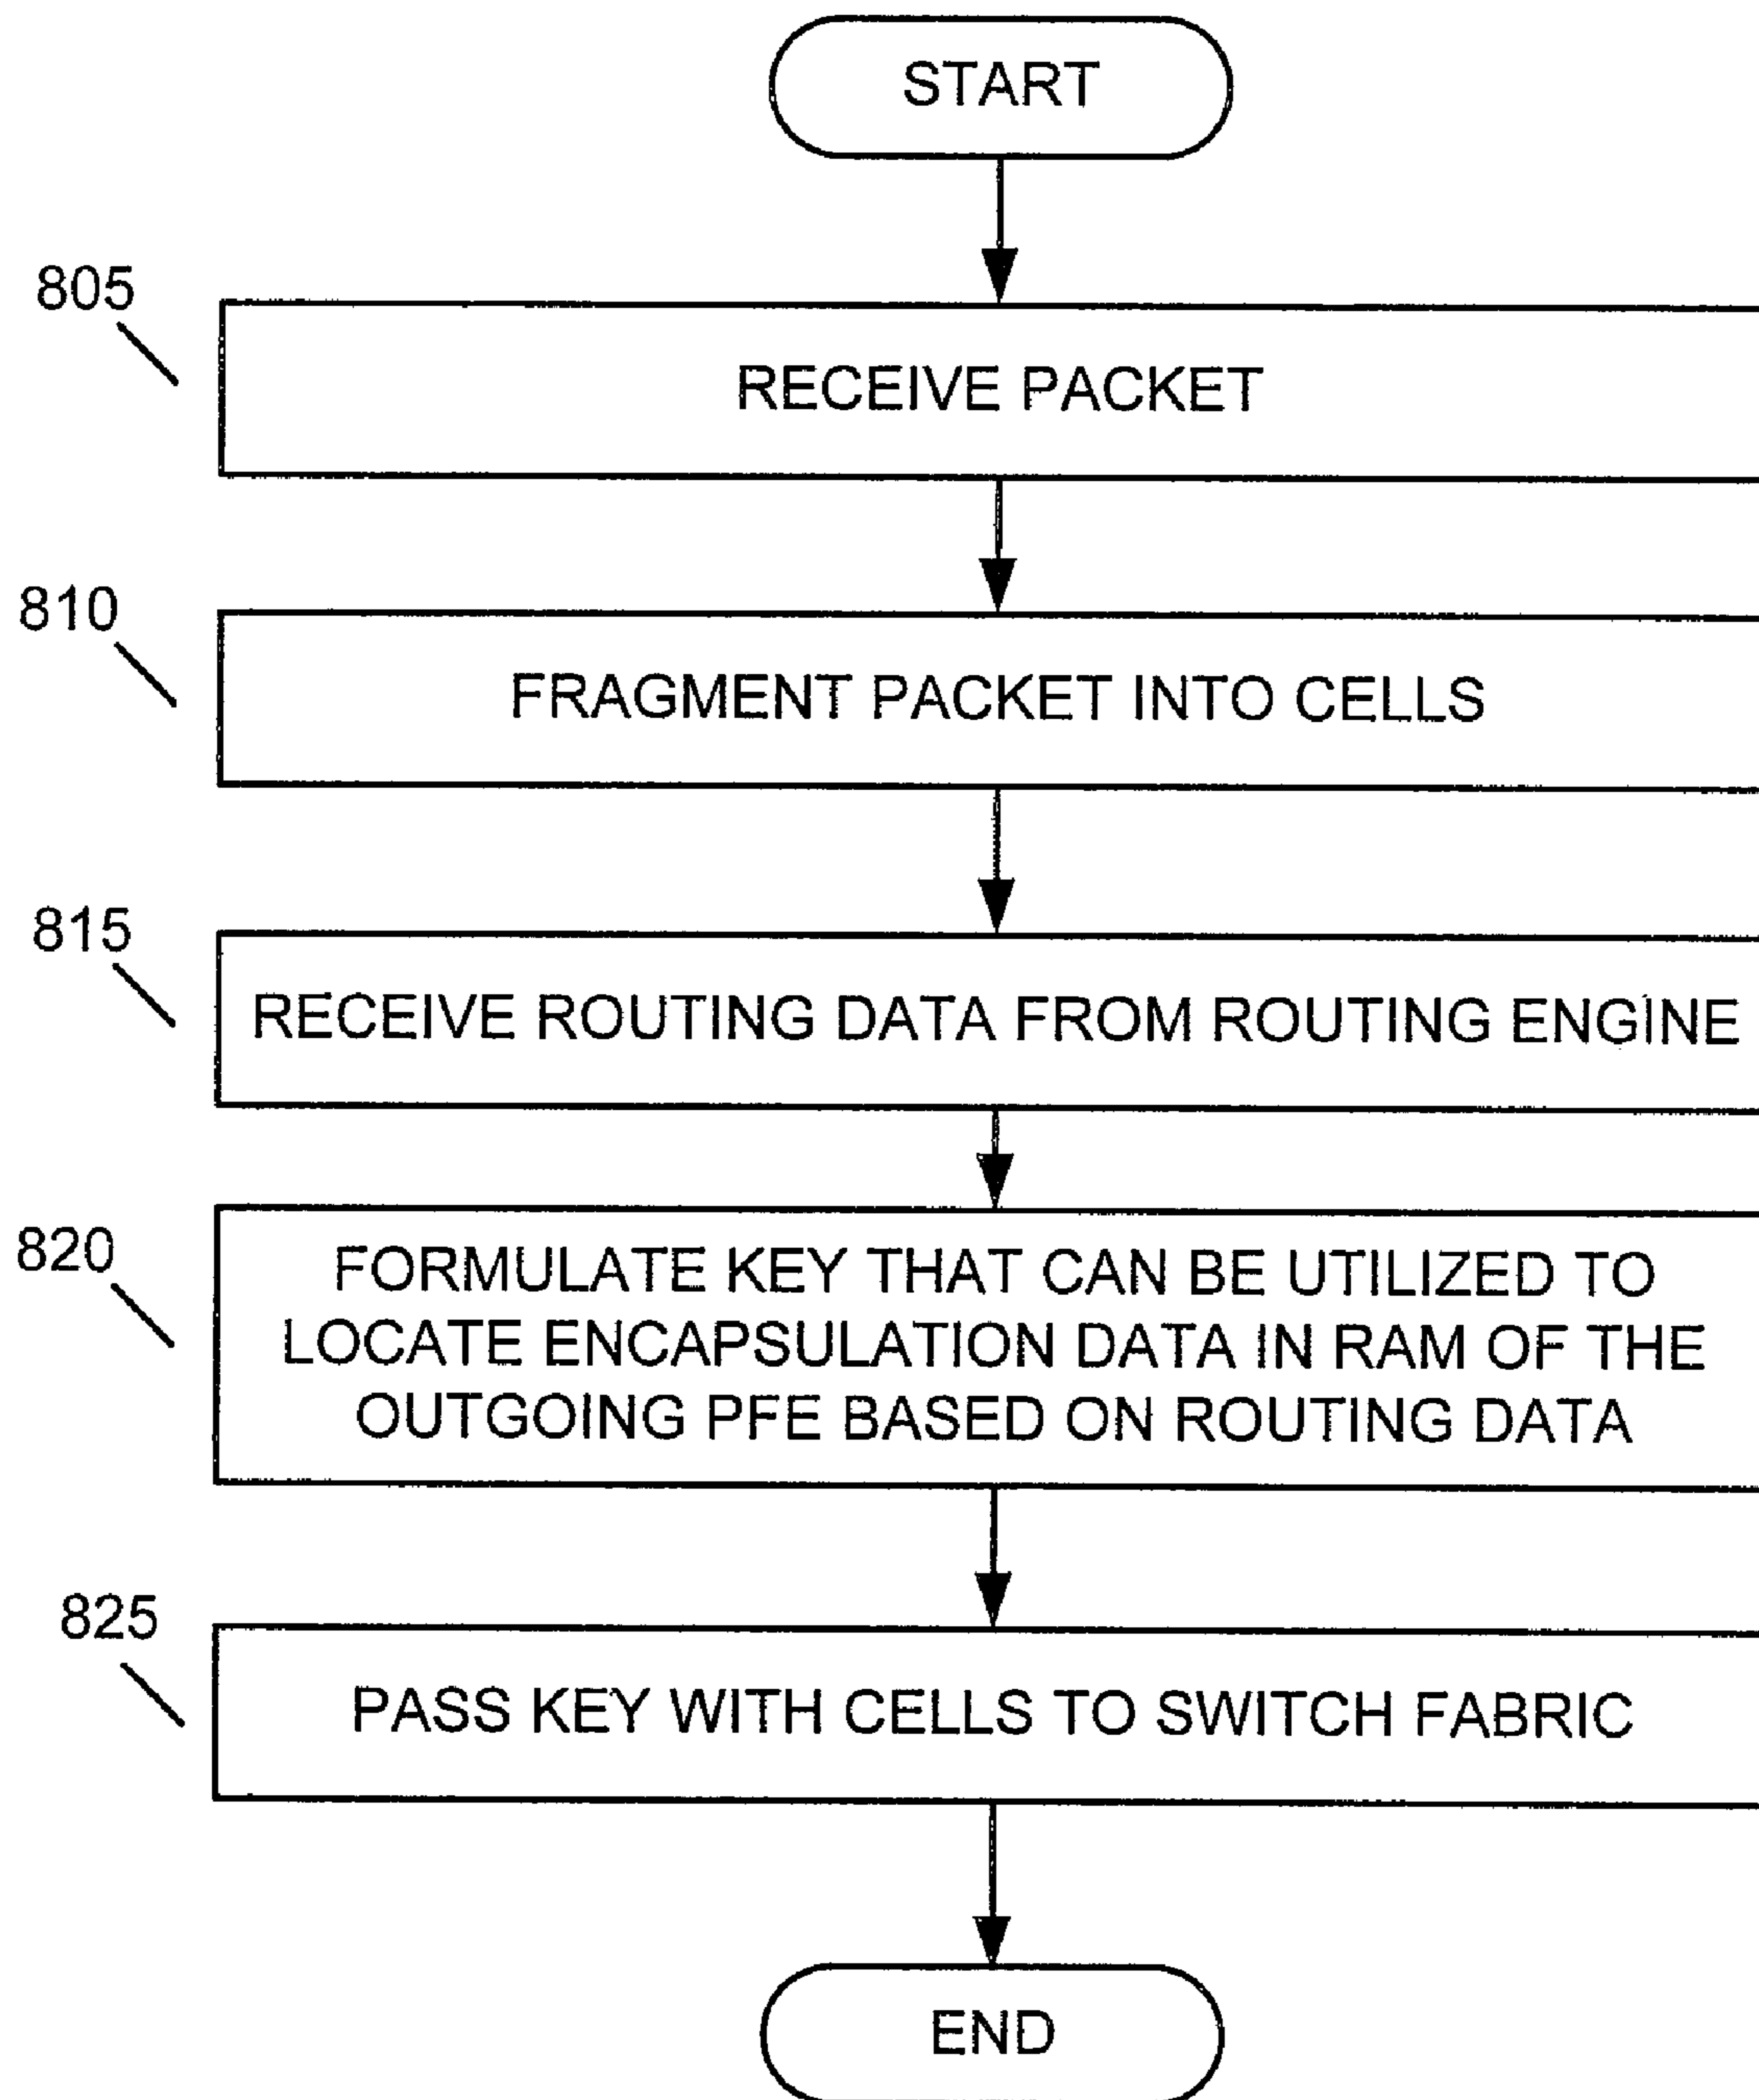 START
805
RECEIVE PACKET
810
FRAGMENT PACKET INTO CELLS
815
RECEIVE ROUTING DATA FROM ROUTING ENGINE
820
FORMULATE KEY THAT CAN BE UTILIZED TO
LOCATE ENCAPSULATION DATA IN RAM OF THE
OUTGOING PFE BASED ON ROUTING DATA
825
PASS KEY WITH CELLS TO SWITCH FABRIC
END